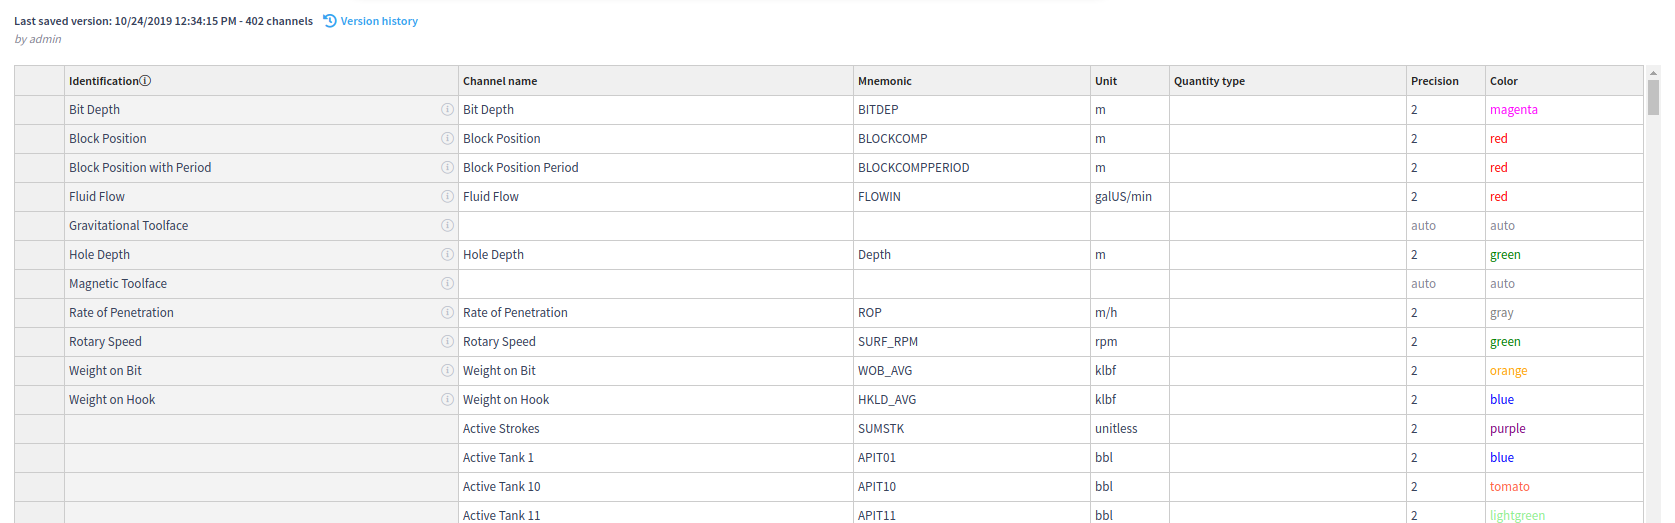 Last saved version: 10/24/2019 12:34:15 PM - 402 channels Version history
by admin
Identification Channel name Mnemonic Unit Quantity type Precision Color
Bit Depth Bit Depth BITDEP m 2 magenta
Block Position Block Position BLOCKCOMP m 2 red
Block Position with Period Block Position Period BLOCKCOMPPERIOD m 2 red
Fluid Flow Fluid Flow FLOWIN galUS/min 2 red
Gravitational Toolface auto auto
Hole Depth Hole Depth Depth m 2 green
Magnetic Toolface auto auto
Rate of Penetration Rate of Penetration ROP m/h 2 gray
Rotary Speed Rotary Speed SURF_RPM rpm 2 green
Weight on Bit Weight on Bit WOB_AVG klbf 2 orange
Weight on Hook Weight on Hook HKLD_AVG klbf 2 blue
Active Strokes SUMSTK unitless 2 purple
Active Tank 1 APIT01 bbl 2 blue
Active Tank 10 APIT10 bbl 2 tomato
Active Tank 11 APIT11 bbl 2 lightgreen